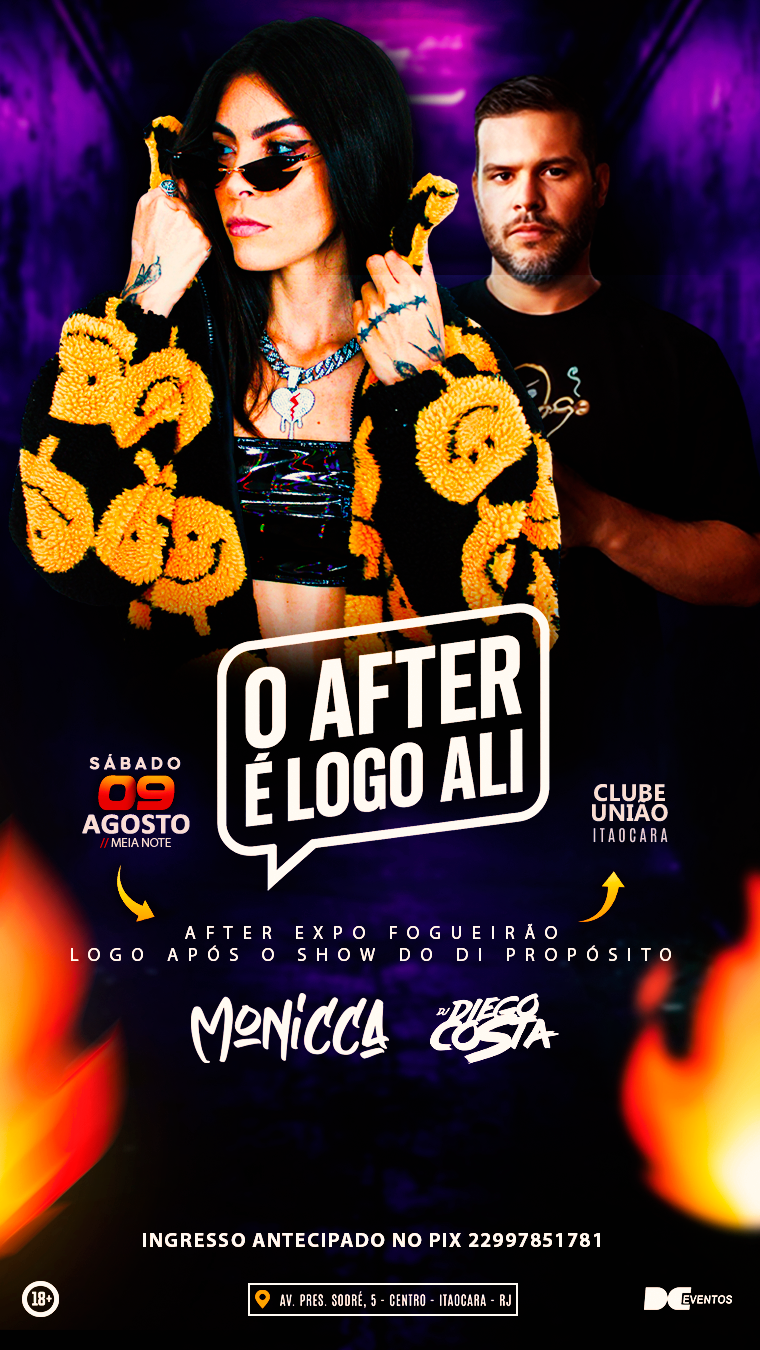 O AFTER
É LOGO ALI
SÁBADO
09
AGOSTO
// MEIA NOTE
CLUBE
UNIÃO
ITAOCARA
AFTER EXPO FOGUEIRÃO
LOGO APÓS O SHOW DO DI PROPÓSITO
MONiCCA
DJ DIEGO
COSTA
INGRESSO ANTECIPADO NO PIX 22997851781
18+
AV. PRES. SODRÉ, 5 - CENTRO - ITAOCARA - RJ
DC EVENTOS